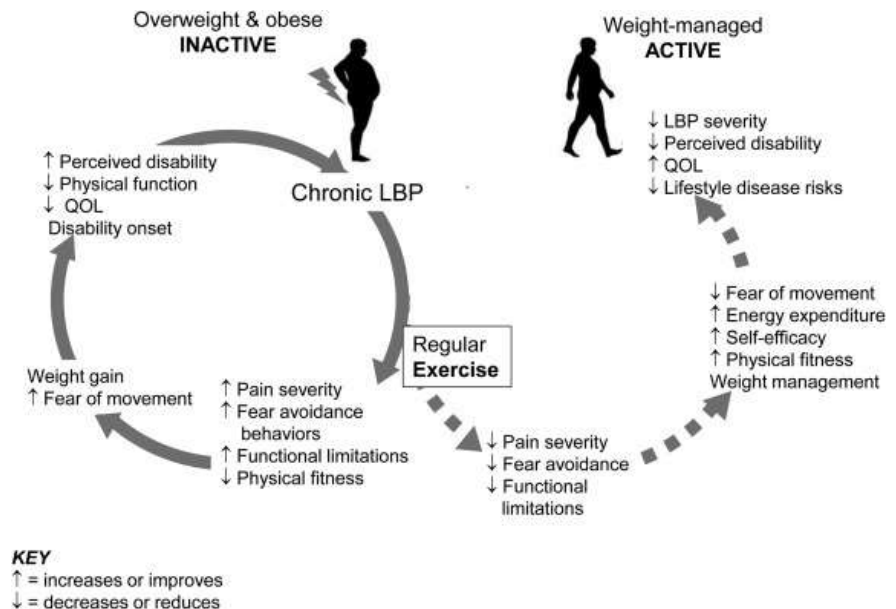 Overweight & obese
INACTIVE
Weight-managed
ACTIVE
↓ LBP severity
↓ Perceived disability
↑ QOL
↓ Lifestyle disease risks
↑ Perceived disability
↓ Physical function
↓ QOL
Disability onset
Chronic LBP
Regular
Exercise
↓ Fear of movement
↑ Energy expenditure
↑ Self-efficacy
↑ Physical fitness
Weight management
Weight gain
↑ Fear of movement
↑ Pain severity
↑ Fear avoidance
behaviors
↑ Functional limitations
↓ Physical fitness
↓ Pain severity
↓ Fear avoidance
↓ Functional
limitations
KEY
↑ = increases or improves
↓ = decreases or reduces